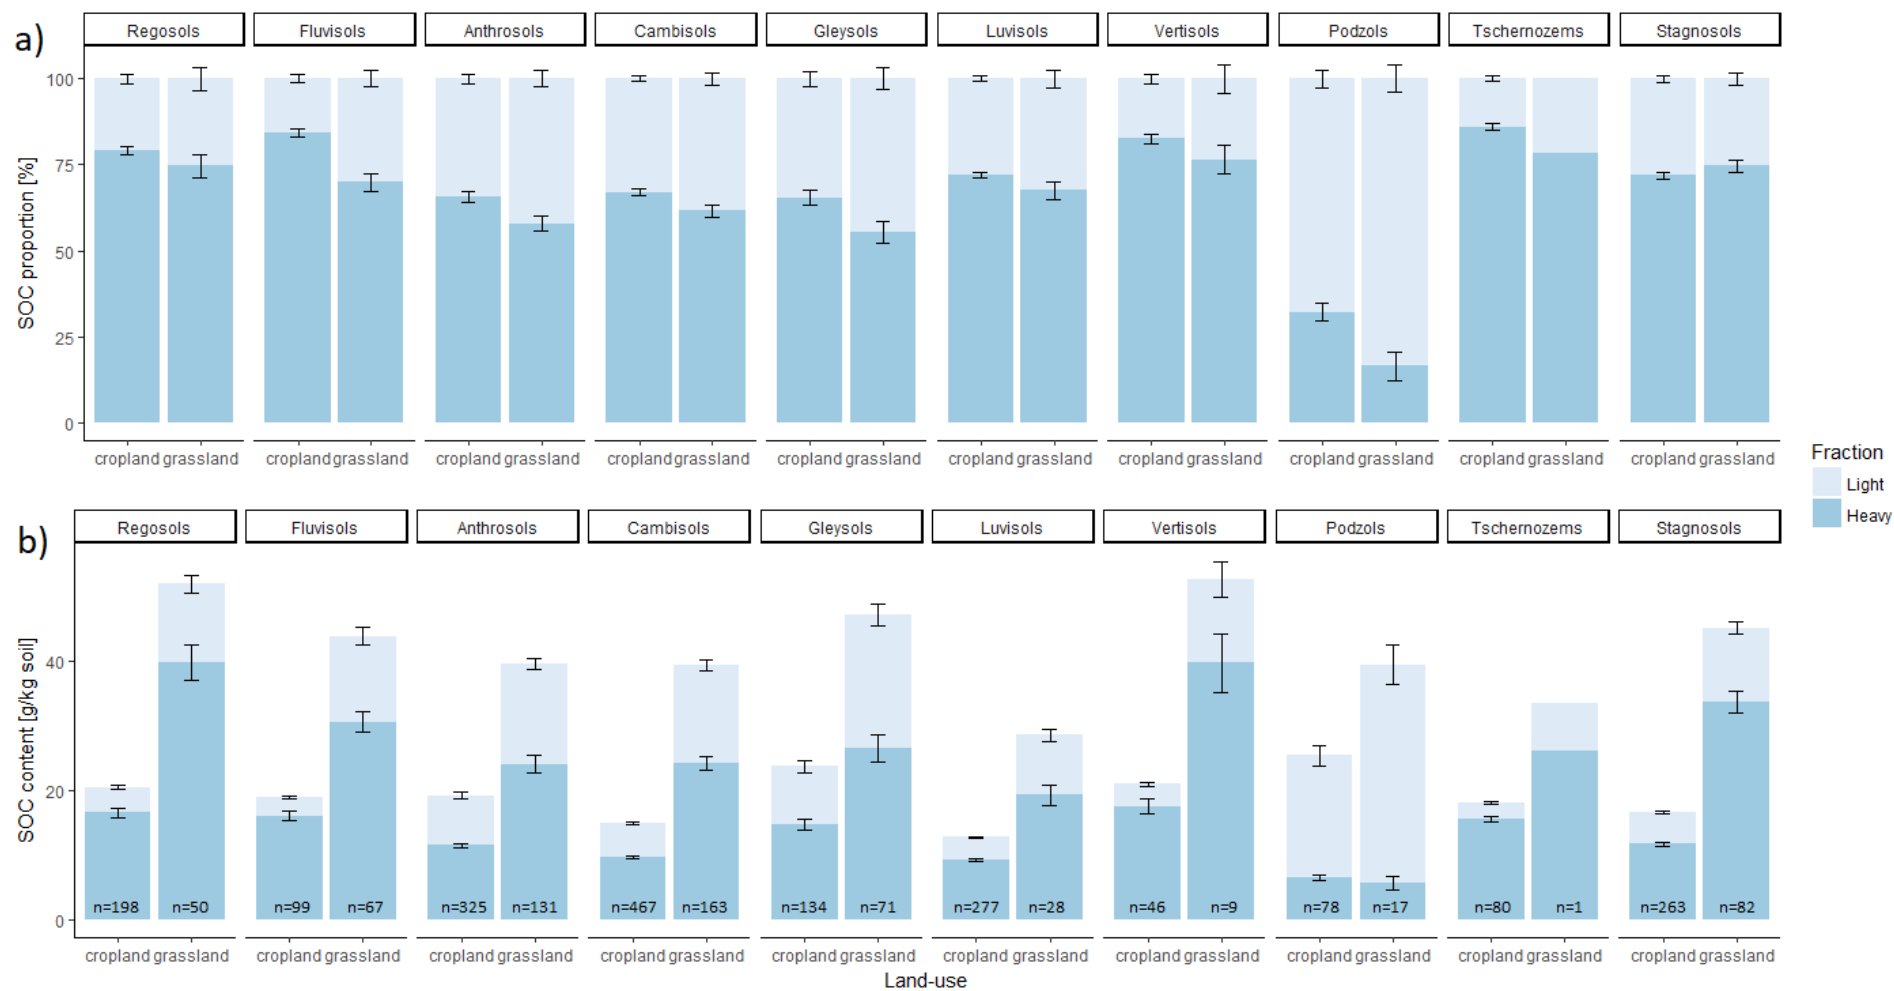 a)
Regosols Fluvisols Anthrosols Cambisols Gleysols Luvisols Vertisols Podzols Tschernozems Stagnosols
SOC proportion [%]
100
75
50
25
0
cropland grassland cropland grassland cropland grassland cropland grassland cropland grassland cropland grassland cropland grassland cropland grassland cropland grassland cropland grassland
Fraction
Light
Heavy
b)
Regosols Fluvisols Anthrosols Cambisols Gleysols Luvisols Vertisols Podzols Tschernozems Stagnosols
SOC content [g/kg soil]
40
20
0
n=198 n=50 n=99 n=67 n=325 n=131 n=467 n=163 n=134 n=71 n=277 n=28 n=46 n=9 n=78 n=17 n=80 n=1 n=263 n=82
cropland grassland cropland grassland cropland grassland cropland grassland cropland grassland cropland grassland cropland grassland cropland grassland cropland grassland cropland grassland
Land-use